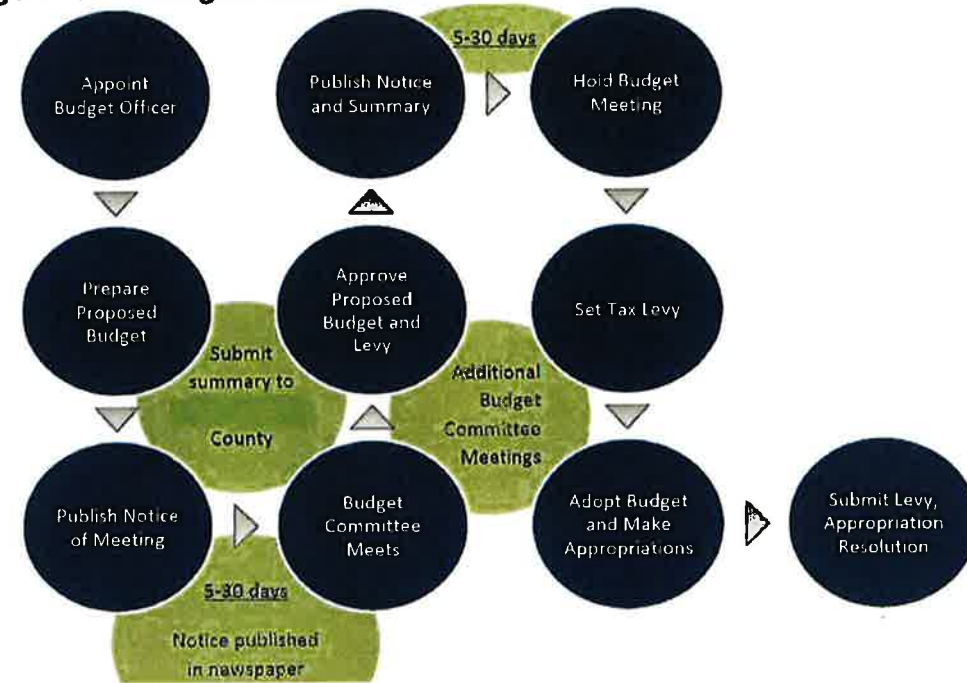 Appoint
Budget Officer
Prepare
Proposed
Budget
Publish Notice
of Meeting
5-30 days
Notice published
in newspaper
Budget
Committee
Meets
Submit
summary to
County
Approve
Proposed
Budget and
Levy
Additional
Budget
Committee
Meetings
Publish Notice
and Summary
5-30 days
Hold Budget
Meeting
Set Tax Levy
Adopt Budget
and Make
Appropriations
Submit Levy,
Appropriation
Resolution